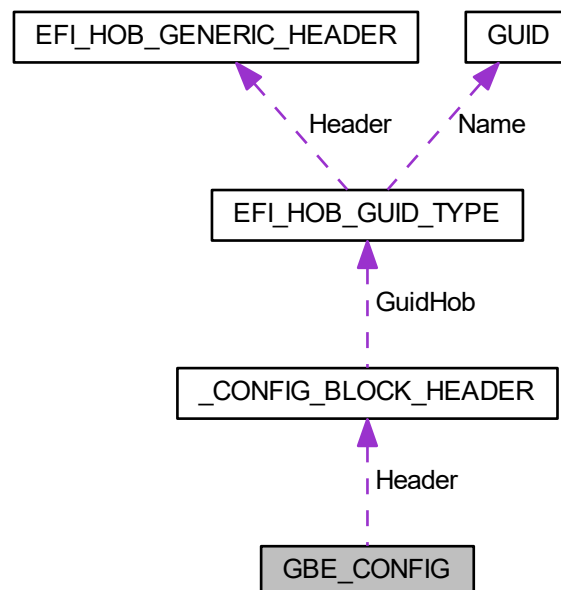 EFI_HOB_GENERIC_HEADER
GUID
Header
Name
EFI_HOB_GUID_TYPE
GuidHob
_CONFIG_BLOCK_HEADER
Header
GBE_CONFIG